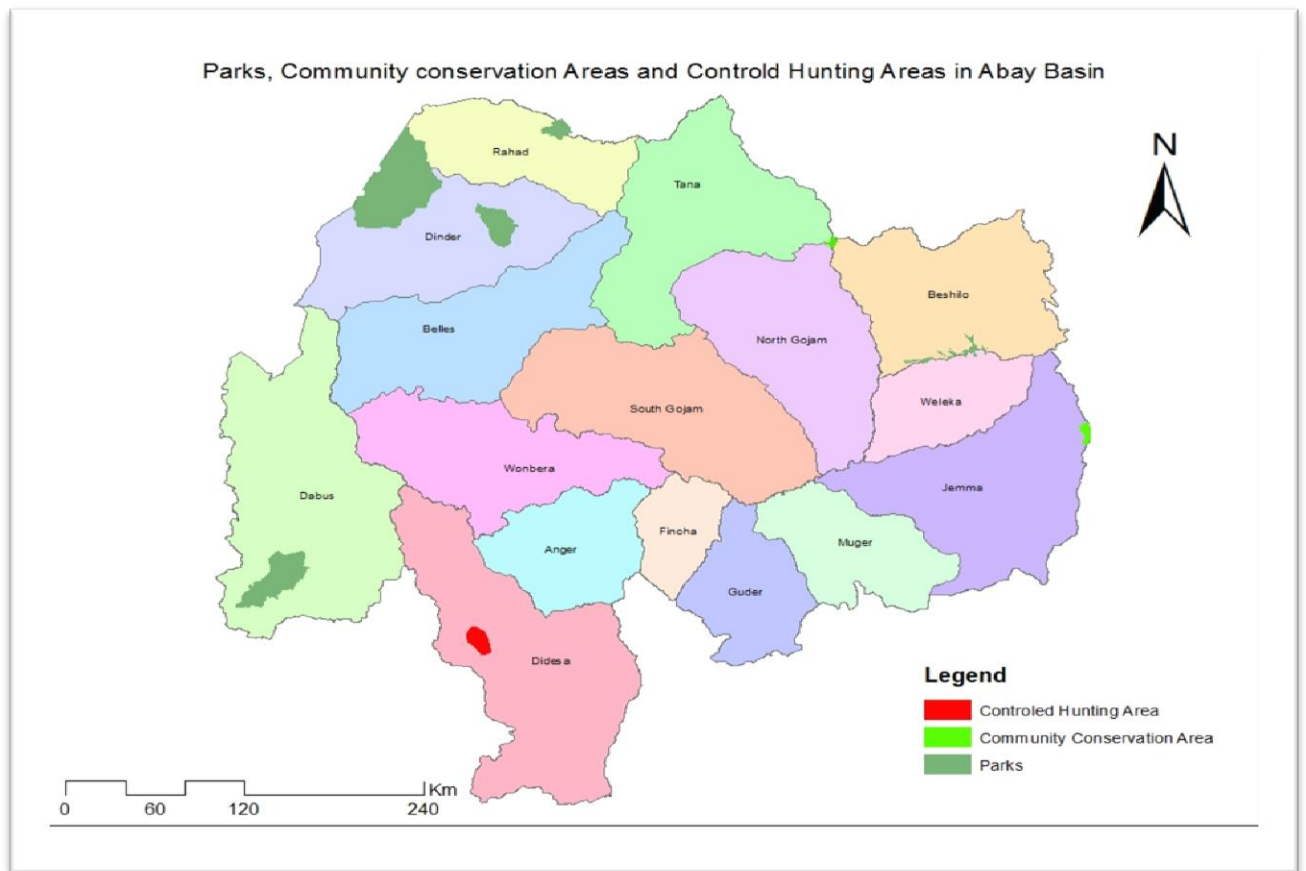 Parks, Community conservation Areas and Controld Hunting Areas in Abay Basin
N
Rahad
Tana
Dinder
Beshilo
Belles
North Gojam
Weleka
South Gojam
Wonbera
Jemma
Dabus
Fincha
Muger
Anger
Guder
Didesa
Legend
Controled Hunting Area
Community Conservation Area
Parks
Km
0 60 120 240